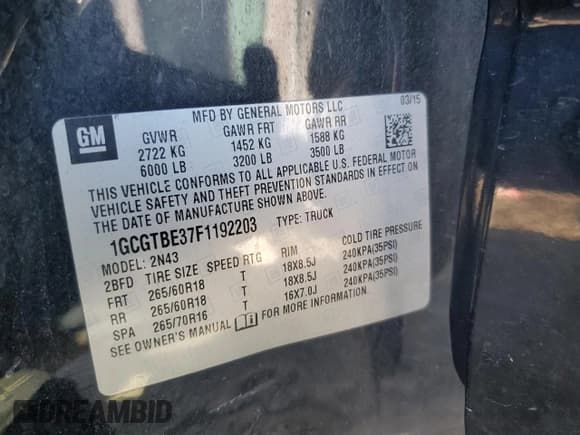 MFD BY GENERAL MOTORS LLC 03/15
GM
GVWR GAWR FRT GAWR RR
2722 KG 1452 KG 1588 KG
6000 LB 3200 LB 3500 LB
THIS VEHICLE CONFORMS TO ALL APPLICABLE U.S. FEDERAL MOTOR
VEHICLE SAFETY AND THEFT PREVENTION STANDARDS IN EFFECT ON
THE DATE OF MANUFACTURE SHOWN ABOVE.
1GCGTBE37F1192203 TYPE: TRUCK
MODEL: 2N43
2BFD TIRE SIZE SPEED RTG RIM COLD TIRE PRESSURE
FRT 265/60R18 T 18X8.5J 240KPA(35PSI)
RR 265/60R18 T 18X8.5J 240KPA(35PSI)
SPA 265/70R16 T 16X7.0J 240KPA(35PSI)
SEE OWNER'S MANUAL FOR MORE INFORMATION
DREAMBID